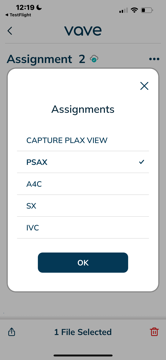 12:19
TestFlight
vave
Assignment 2
Assignments
CAPTURE PLAX VIEW
PSAX
A4C
SX
IVC
OK
1 File Selected